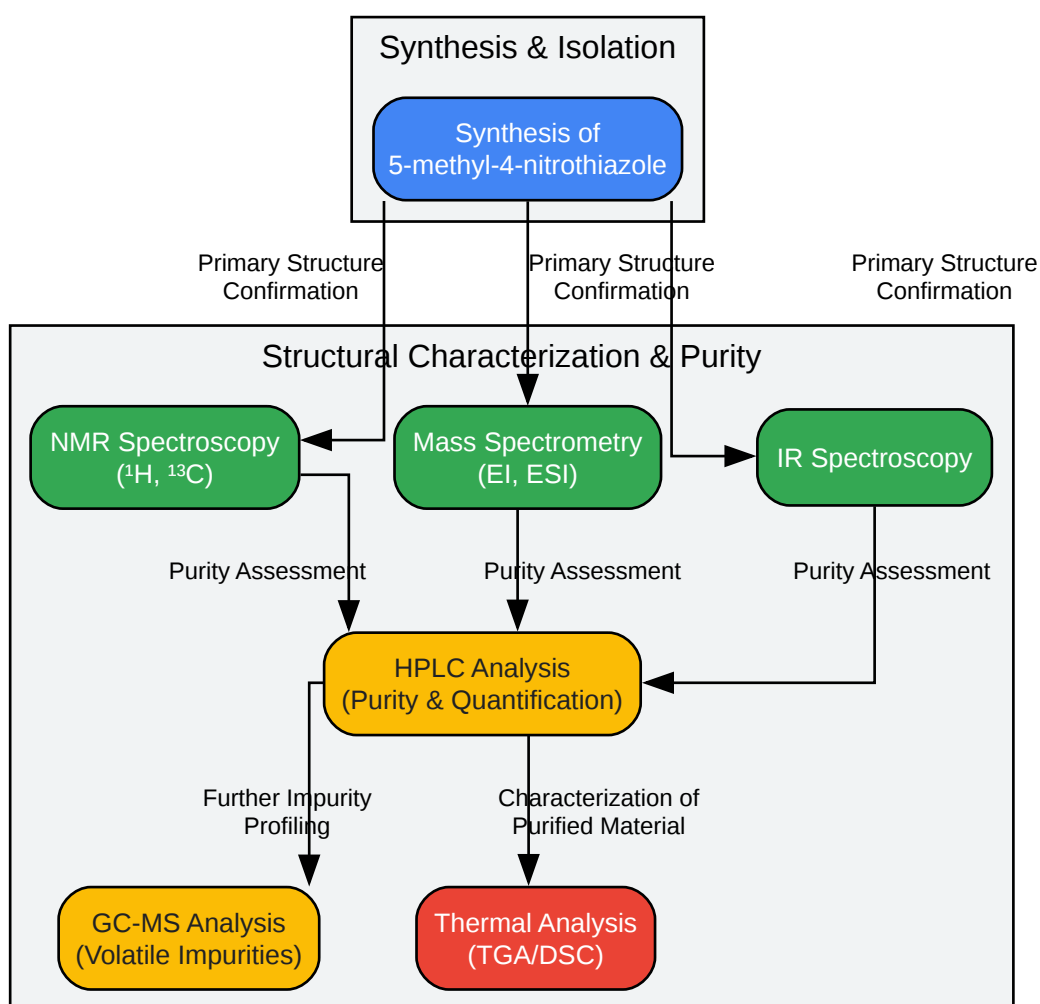 Synthesis & Isolation
Synthesis of
5-methyl-4-nitrothiazole
Primary Structure
Confirmation
Primary Structure
Confirmation
Primary Structure
Confirmation
Structural Characterization & Purity
NMR Spectroscopy
(¹H, ¹³C)
Mass Spectrometry
(EI, ESI)
IR Spectroscopy
Purity Assessment
Purity Assessment
Purity Assessment
HPLC Analysis
(Purity & Quantification)
Further Impurity
Profiling
Characterization of
Purified Material
GC-MS Analysis
(Volatile Impurities)
Thermal Analysis
(TGA/DSC)